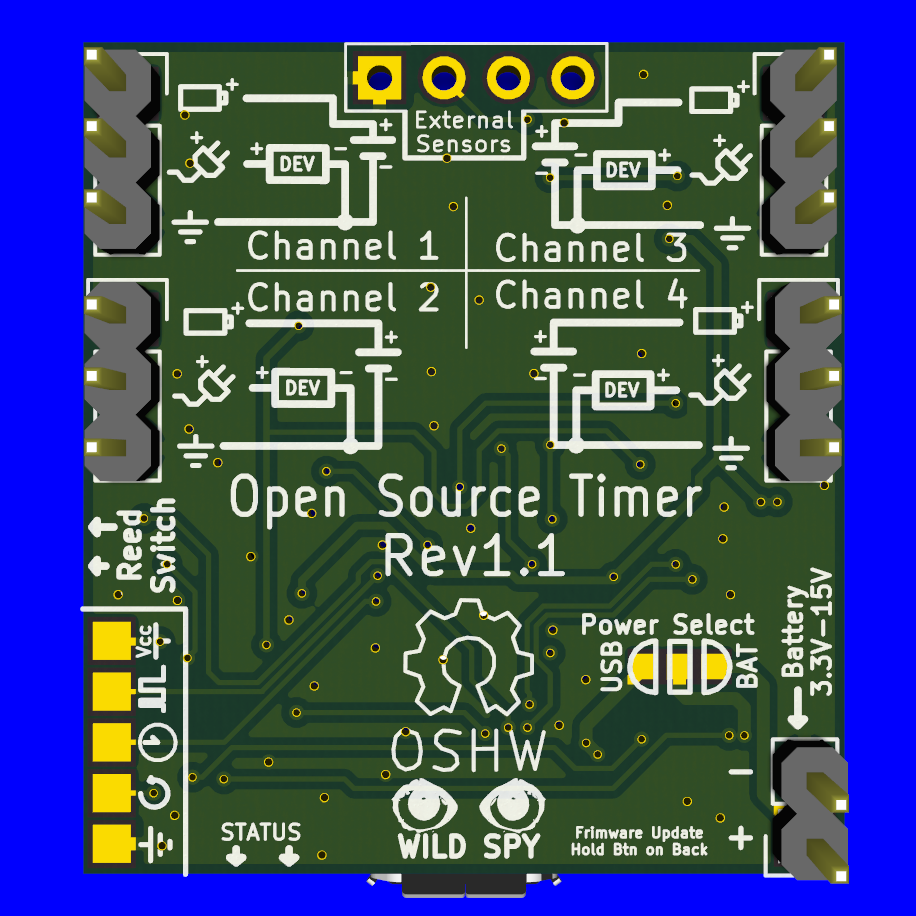 External
Sensors
+
+
+
+
+
DEV
-
-
+
-
+
DEV
+
Channel 1
Channel 3
Channel 2
Channel 4
+
+
+
+
+
DEV
-
-
+
-
DEV
+
Open Source Timer
Rev1.1
Reed
Switch
Vcc
Power Select
USB
BAT
Battery
3.3V-15V
OSHW
WILD SPY
STATUS
Frimware Update
Hold Btn on Back
-
+